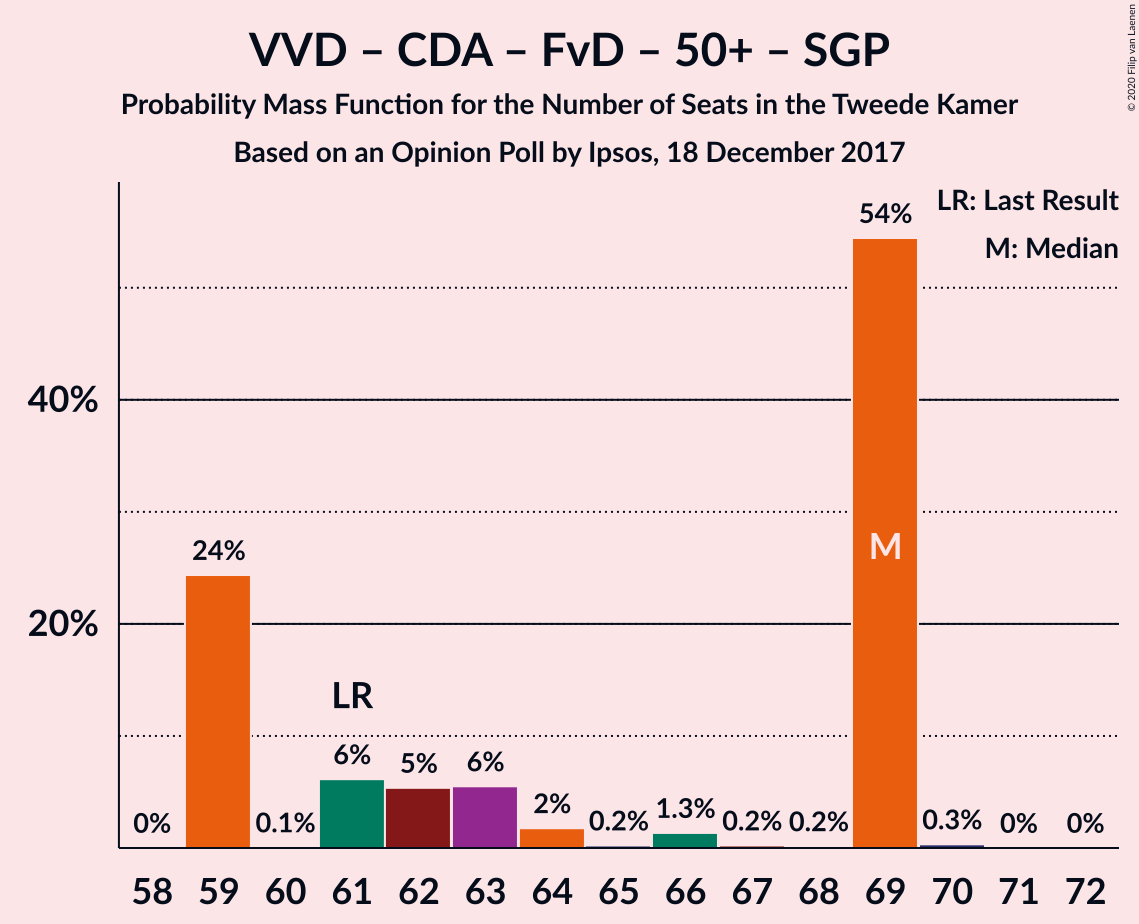 VVD – CDA – FvD – 50+ – SGP
Probability Mass Function for the Number of Seats in the Tweede Kamer
Based on an Opinion Poll by Ipsos, 18 December 2017
© 2020 Filip van Laenen
LR: Last Result
M: Median
54%
40%
M
24%
20%
LR
6%
5%
6%
2%
1.3%
0% 0.1% 0.2% 0.2% 0.2% 0.3% 0% 0%
58 59 60 61 62 63 64 65 66 67 68 69 70 71 72